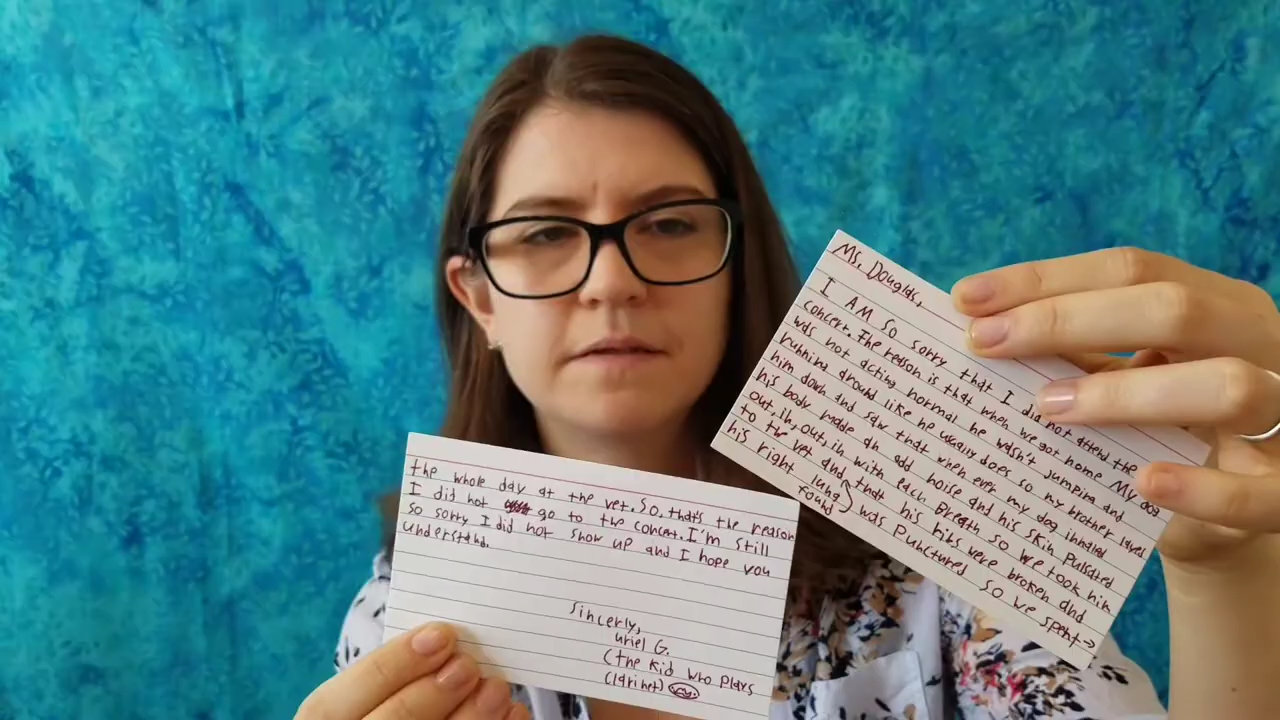 Ms. Douglas,
I AM so sorry that I did not attend the
concert. The reason is that when we got home My dog
was not acting normal he wasn't jumping and
running around like he usually does so my brother layed
him down and saw that when ever my dog inhaled
his body made an odd noise and his skin pulsated
out, in, out, in with each breath so we took him
to the vet and found that his ribs were broken and
his right lung was punctured so we spent →
the whole day at the vet. So, that's the reason
I did not go to the concert. I'm still
so sorry I did not show up and I hope you
understand.
Sincerly,
Uriel G.
(the kid who plays
clarinet)